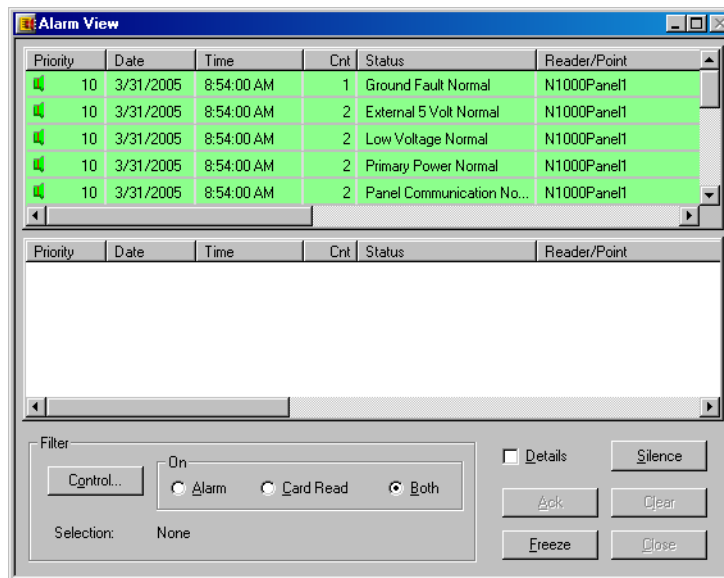 Alarm View
Priority Date Time Cnt Status Reader/Point
10 3/31/2005 8:54:00 AM 1 Ground Fault Normal N1000Panel1
10 3/31/2005 8:54:00 AM 2 External 5 Volt Normal N1000Panel1
10 3/31/2005 8:54:00 AM 2 Low Voltage Normal N1000Panel1
10 3/31/2005 8:54:00 AM 2 Primary Power Normal N1000Panel1
10 3/31/2005 8:54:00 AM 2 Panel Communication No... N1000Panel1
Priority Date Time Cnt Status Reader/Point
Filter
Control...
On
Alarm Card Read Both
Selection: None
Details Silence
Ack Clear
Freeze Close